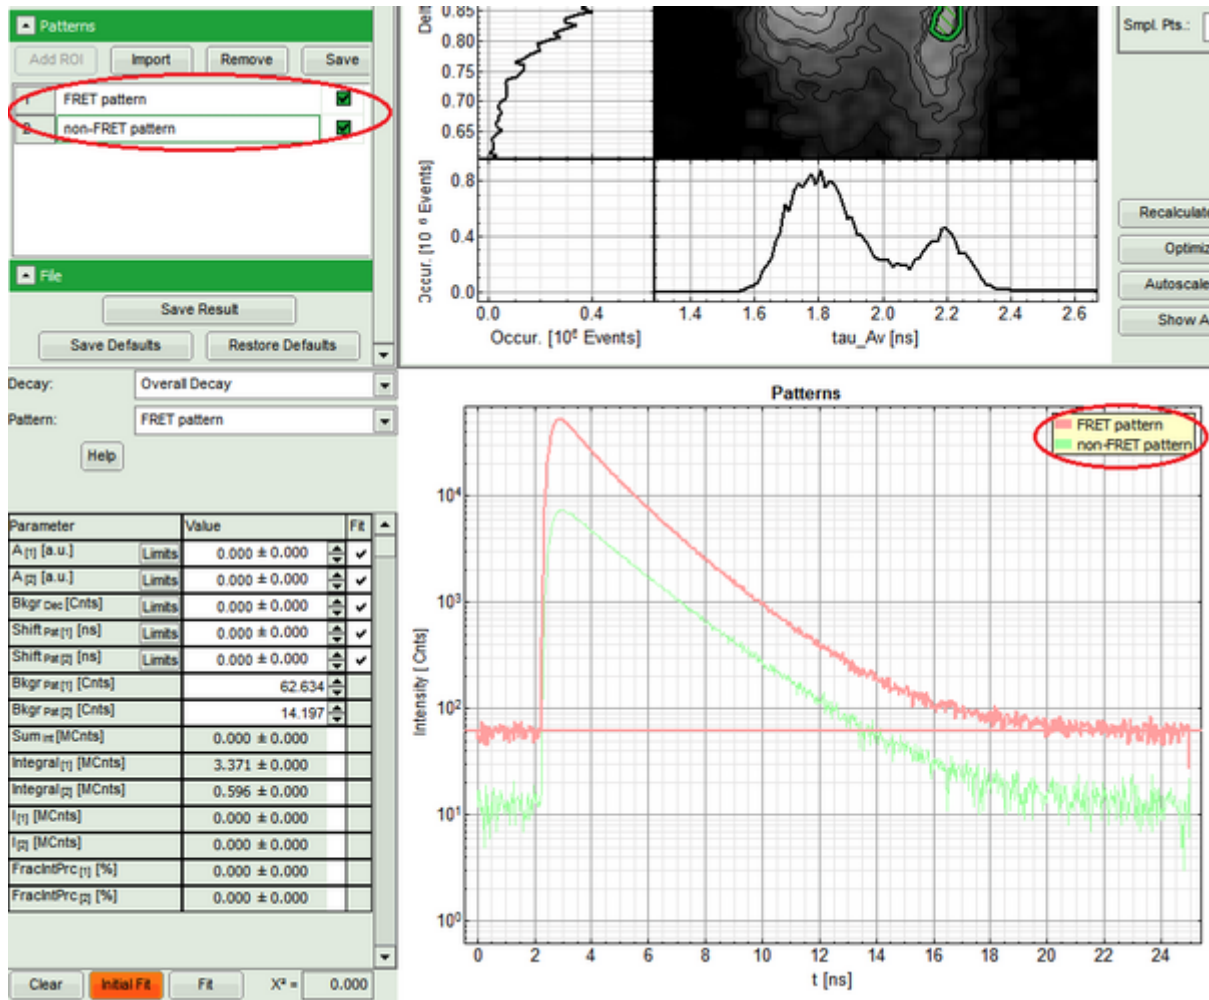 Patterns
Add ROI Import Remove Save
1 FRET pattern
2 non-FRET pattern
File
Save Result
Save Defaults Restore Defaults
Decay: Overall Decay
Pattern: FRET pattern
Help
Parameter Value Fit
A [1] [a.u.] Limits 0.000 ± 0.000
A [2] [a.u.] Limits 0.000 ± 0.000
Bkgr Dec [Cnts] Limits 0.000 ± 0.000
Shift Pat [1] [ns] Limits 0.000 ± 0.000
Shift Pat [2] [ns] Limits 0.000 ± 0.000
Bkgr Pat [1] [Cnts] 62.634
Bkgr Pat [2] [Cnts] 14.197
Sum Int [MCnts] 0.000 ± 0.000
Integral [1] [MCnts] 3.371 ± 0.000
Integral [2] [MCnts] 0.596 ± 0.000
I [1] [MCnts] 0.000 ± 0.000
I [2] [MCnts] 0.000 ± 0.000
FracIntPrc [1] [%] 0.000 ± 0.000
FracIntPrc [2] [%] 0.000 ± 0.000
Clear Initial Fit Fit X² = 0.000
Delt
0.85
0.80
0.75
0.70
0.65
Occur. [10 6 Events]
0.8
0.4
0.0
0.0 0.4
Occur. [10 6 Events]
1.4 1.6 1.8 2.0 2.2 2.4 2.6
tau_Av [ns]
Smpl. Pts.:
Recalculate
Optimiz
Autoscale
Show A
Patterns
FRET pattern
non-FRET pattern
Intensity [ Cnts]
10⁴
10³
10²
10¹
10⁰
0 2 4 6 8 10 12 14 16 18 20 22 24
t [ns]